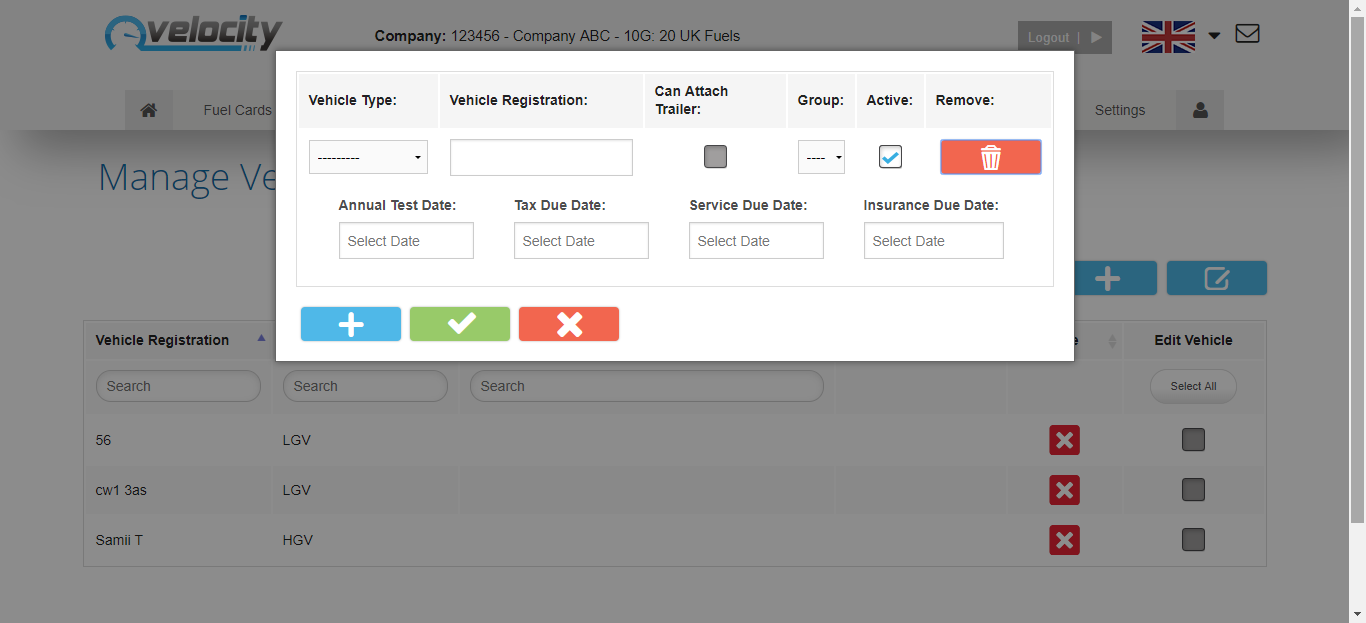 velocity
Company: 123456 - Company ABC - 10G: 20 UK Fuels
Logout |
Fuel Cards
Settings
Manage Ve
Vehicle Type:
Vehicle Registration:
Can Attach
Trailer:
Group:
Active:
Remove:
---------
----
Annual Test Date:
Tax Due Date:
Service Due Date:
Insurance Due Date:
Select Date
Select Date
Select Date
Select Date
Vehicle Registration
e
Edit Vehicle
Search
Search
Search
Select All
56
LGV
cw1 3as
LGV
Samii T
HGV